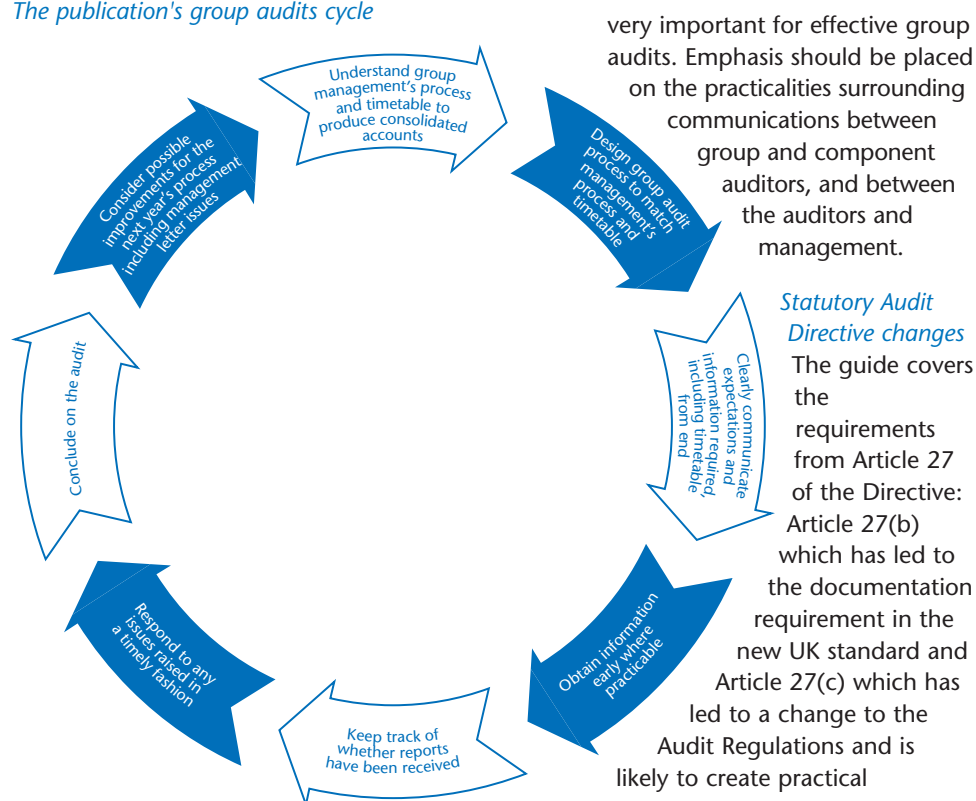 The publication's group audits cycle
Understand group
management's process
and timetable to
produce consolidated
accounts
Design group audit
process to match
management's
process and
timetable
Clearly communicate
expectations and
information required,
including timetable,
from end
Obtain information
early where
practicable
Keep track of
whether reports
have been received
Respond to any
issues raised in
a timely fashion
Conclude on the audit
Consider possible
improvements for the
next year's process
including management
letter issues
very important for effective group
audits. Emphasis should be placed
on the practicalities surrounding
communications between
group and component
auditors, and between
the auditors and
management.
Statutory Audit
Directive changes
The guide covers
the
requirements
from Article 27
of the Directive:
Article 27(b)
which has led to
the documentation
requirement in the
new UK standard and
Article 27(c) which has
led to a change to the
Audit Regulations and is
likely to create practical